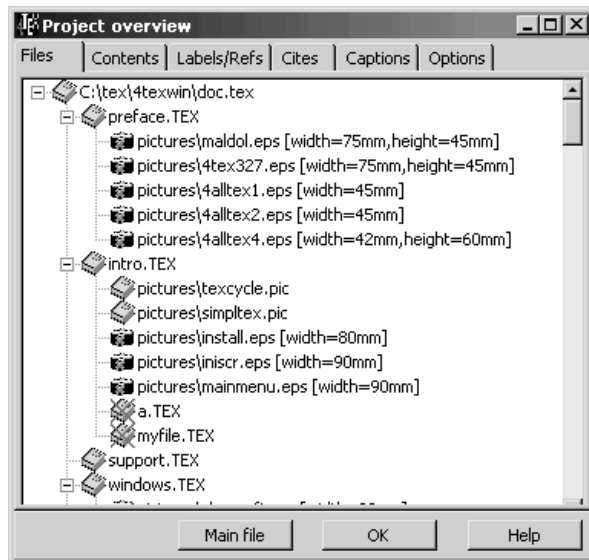 4TEX Project overview
Files Contents Labels/Refs Cites Captions Options
C:\tex\4texwin\doc.tex
preface.TEX
pictures\maldol.eps [width=75mm,height=45mm]
pictures\4tex327.eps [width=75mm,height=45mm]
pictures\4alltex1.eps [width=45mm]
pictures\4alltex2.eps [width=45mm]
pictures\4alltex4.eps [width=42mm,height=60mm]
intro.TEX
pictures\texcycle.pic
pictures\simpltex.pic
pictures\install.eps [width=80mm]
pictures\iniscr.eps [width=90mm]
pictures\mainmenu.eps [width=90mm]
a.TEX
myfile.TEX
support.TEX
windows.TEX
Main file OK Help